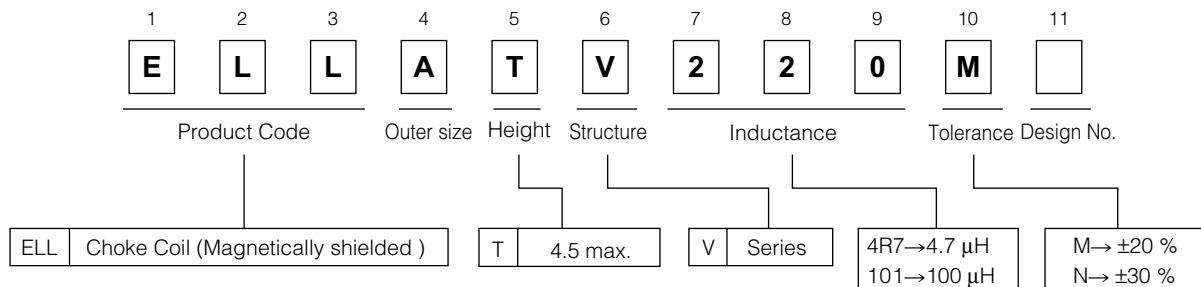 1 2 3 4 5 6 7 8 9 10 11
E L L A T V 2 2 0 M
Product Code Outer size Height Structure Inductance Tolerance Design No.
ELL Choke Coil (Magnetically shielded ) T 4.5 max. V Series 4R7→4.7 μH M→ ±20 %
101→100 μH N→ ±30 %